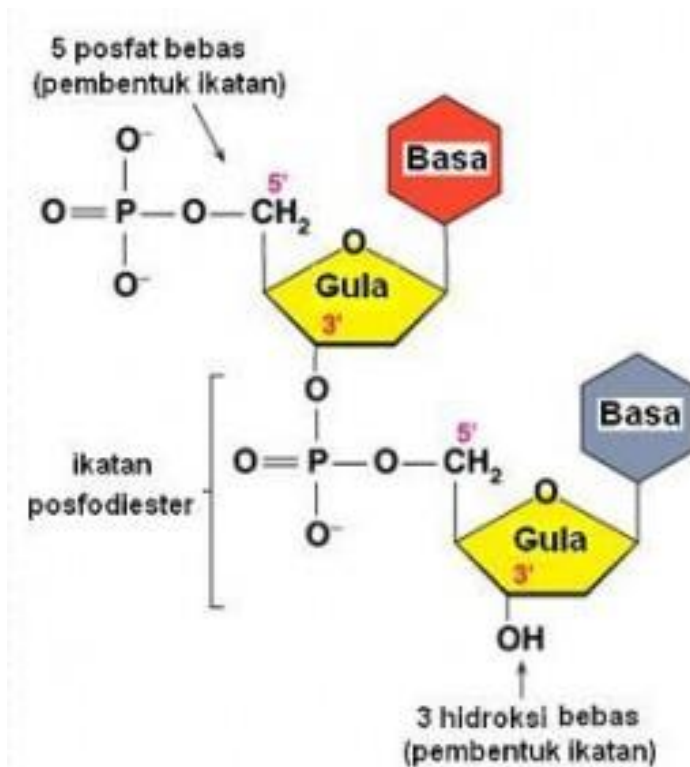 5 posfat bebas
(pembentuk ikatan)
Basa
O⁻
5'
O=P—O—CH₂
O
O⁻
Gula
3'
O
Basa
5'
ikatan
posfodiester
O=P—O—CH₂
O
O⁻
Gula
3'
OH
3 hidroksi bebas
(pembentuk ikatan)